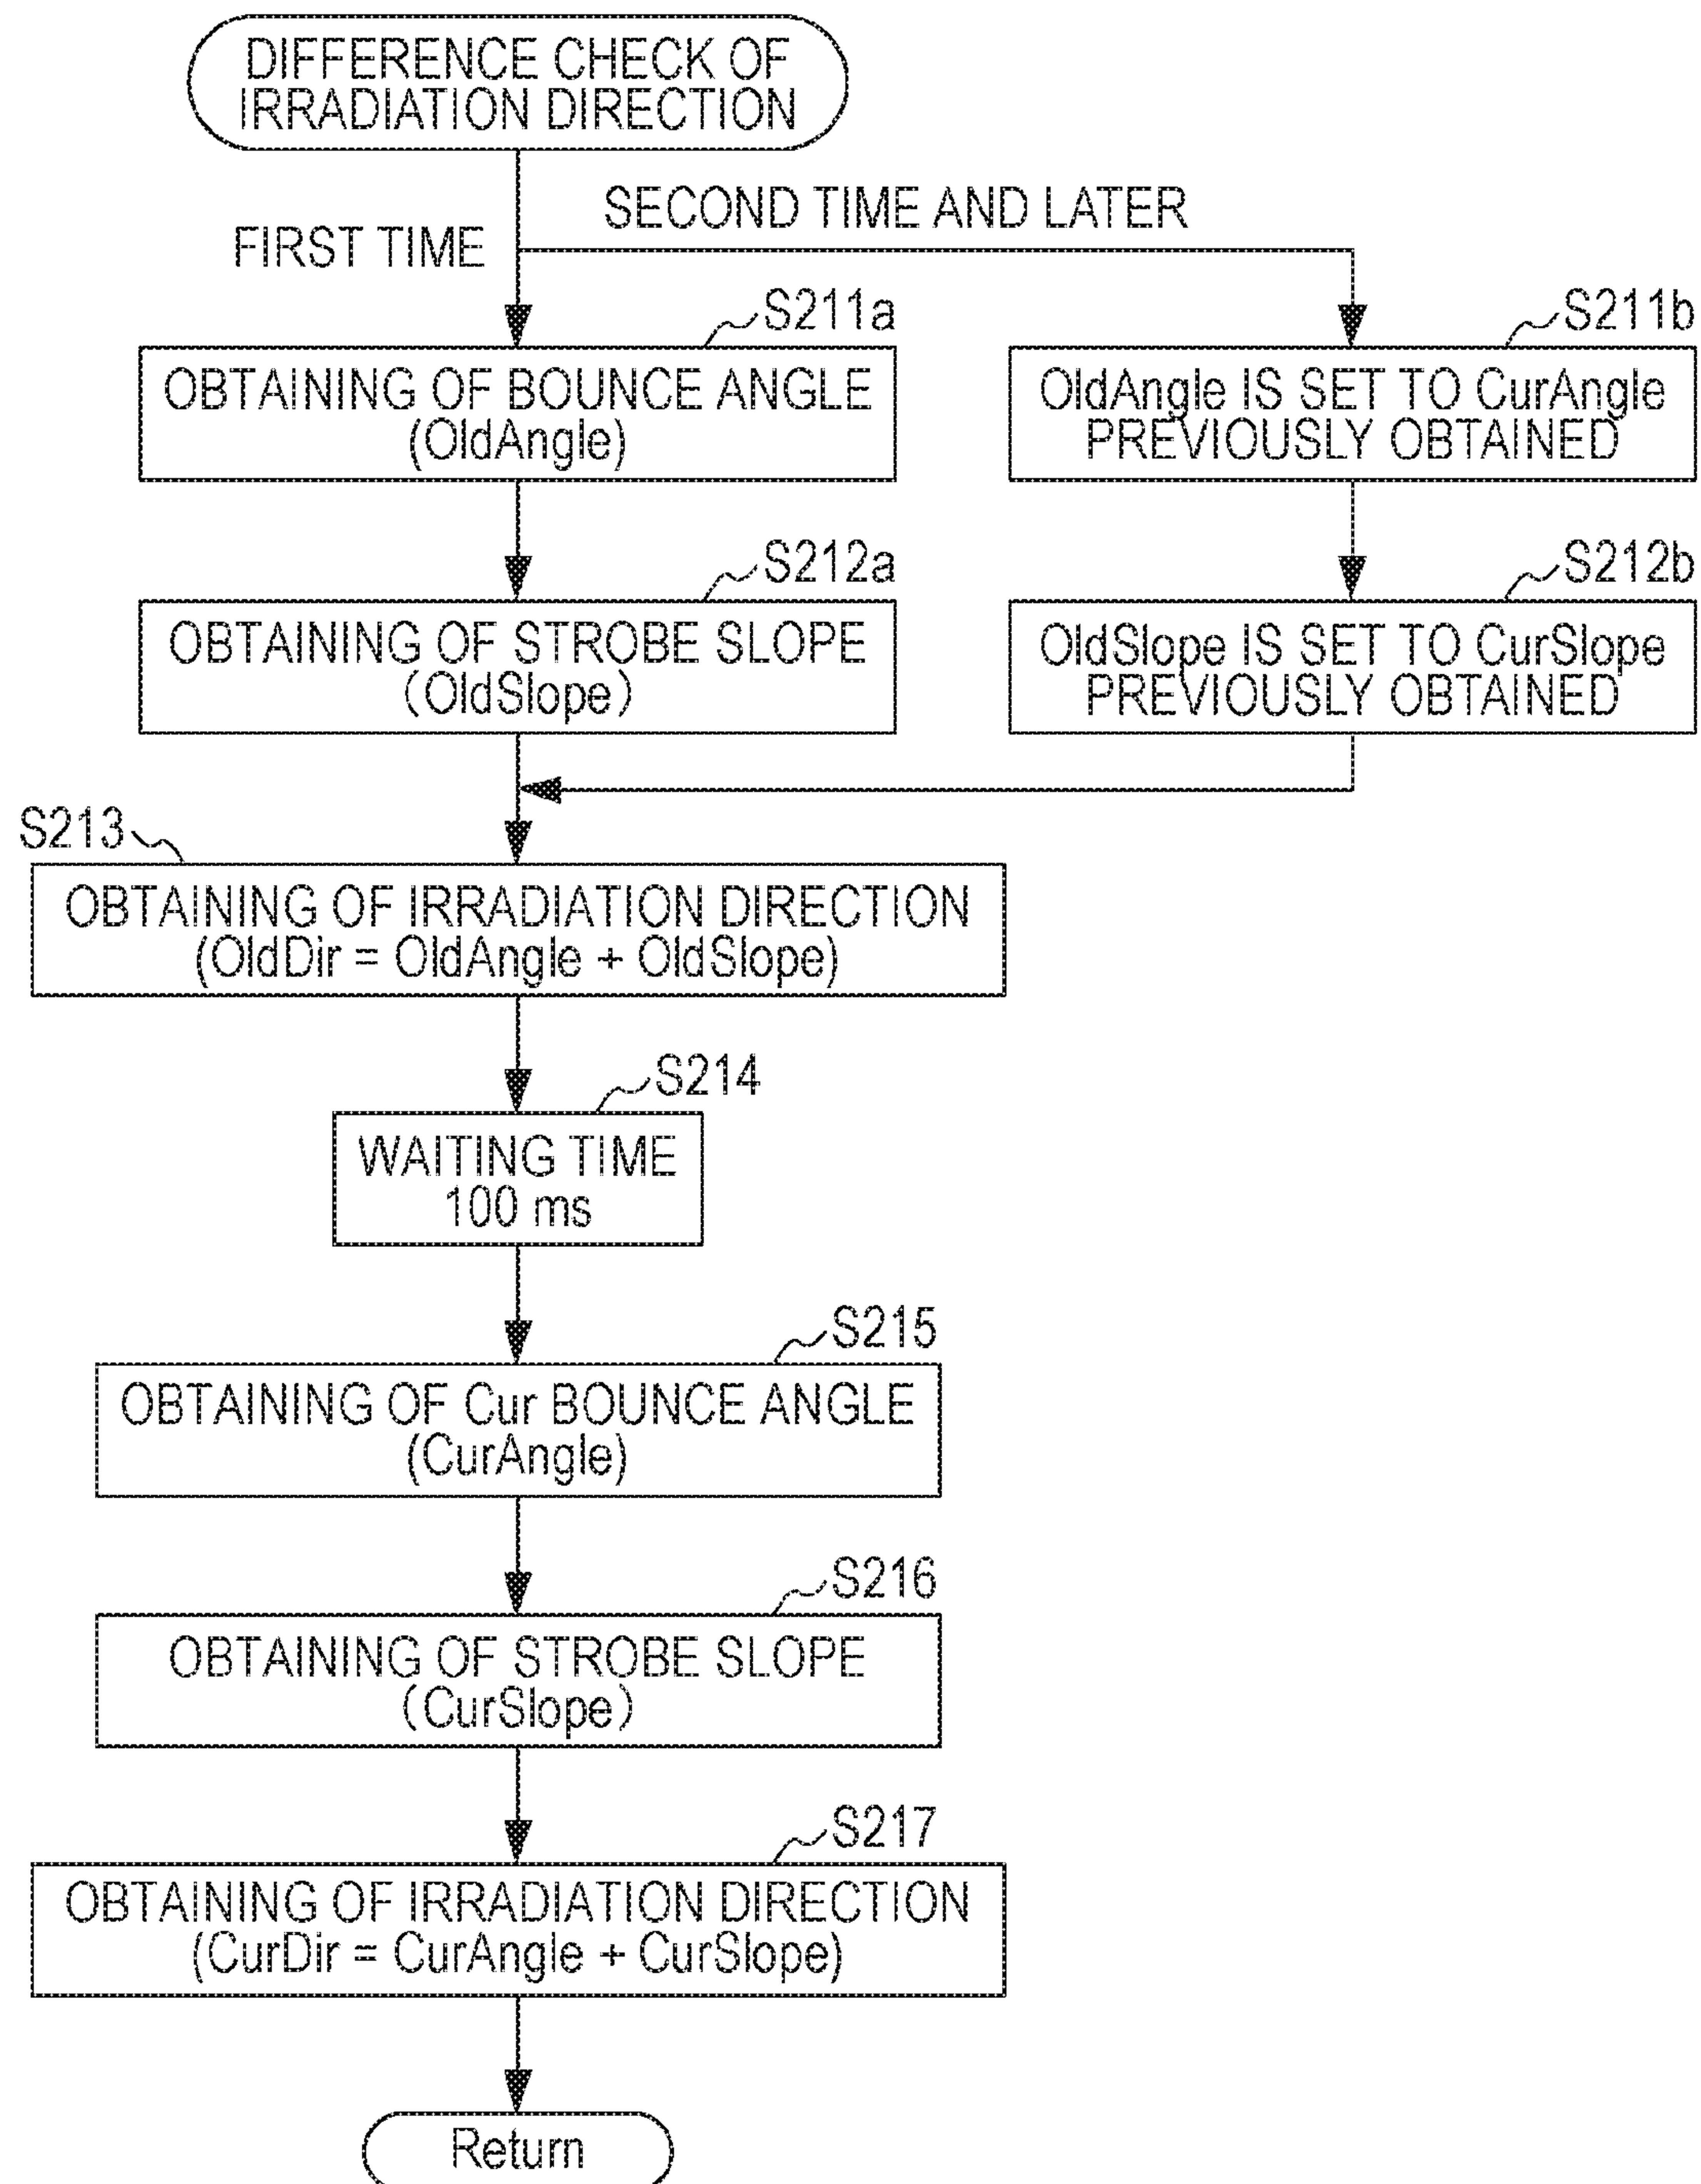 DIFFERENCE CHECK OF
IRRADIATION DIRECTION
SECOND TIME AND LATER
FIRST TIME
S211a
S211b
OBTAINING OF BOUNCE ANGLE
(OldAngle)
OldAngle IS SET TO CurAngle
PREVIOUSLY OBTAINED
S212a
S212b
OBTAINING OF STROBE SLOPE
(OldSlope)
OldSlope IS SET TO CurSlope
PREVIOUSLY OBTAINED
S213
OBTAINING OF IRRADIATION DIRECTION
(OldDir = OldAngle + OldSlope)
S214
WAITING TIME
100 ms
S215
OBTAINING OF Cur BOUNCE ANGLE
(CurAngle)
S216
OBTAINING OF STROBE SLOPE
(CurSlope)
S217
OBTAINING OF IRRADIATION DIRECTION
(CurDir = CurAngle + CurSlope)
Return